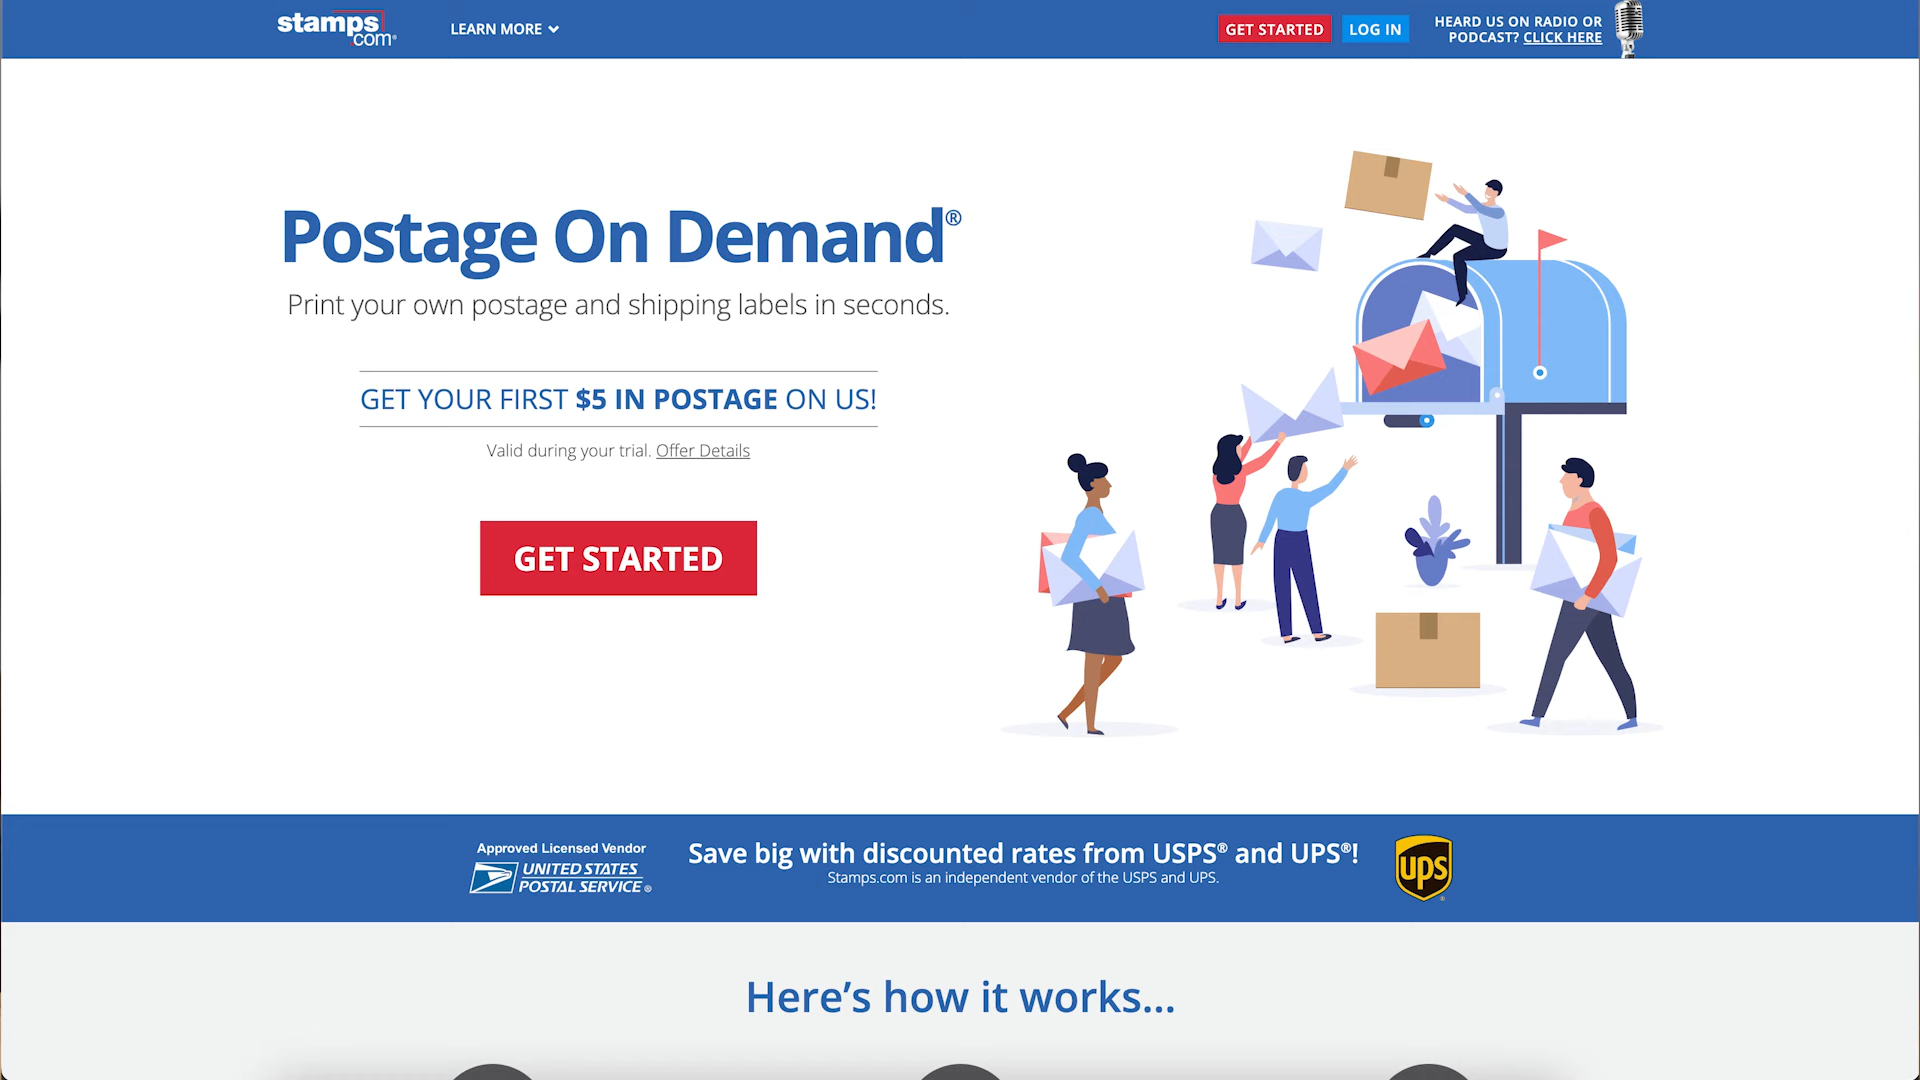 stamps
.com®
LEARN MORE
GET STARTED
LOG IN
HEARD US ON RADIO OR
PODCAST? CLICK HERE
Postage On Demand®
Print your own postage and shipping labels in seconds.
GET YOUR FIRST $5 IN POSTAGE ON US!
Valid during your trial. Offer Details
GET STARTED
Approved Licensed Vendor
UNITED STATES
POSTAL SERVICE®
Save big with discounted rates from USPS® and UPS®!
Stamps.com is an independent vendor of the USPS and UPS.
ups
Here's how it works...